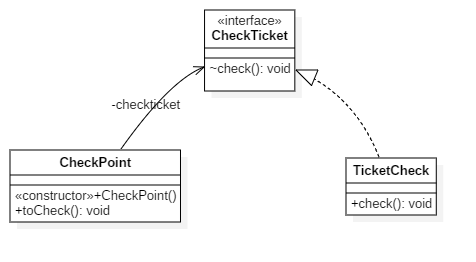 «interface»
CheckTicket
~check(): void
-checkticket
CheckPoint
«constructor»+CheckPoint()
+toCheck(): void
TicketCheck
+check(): void